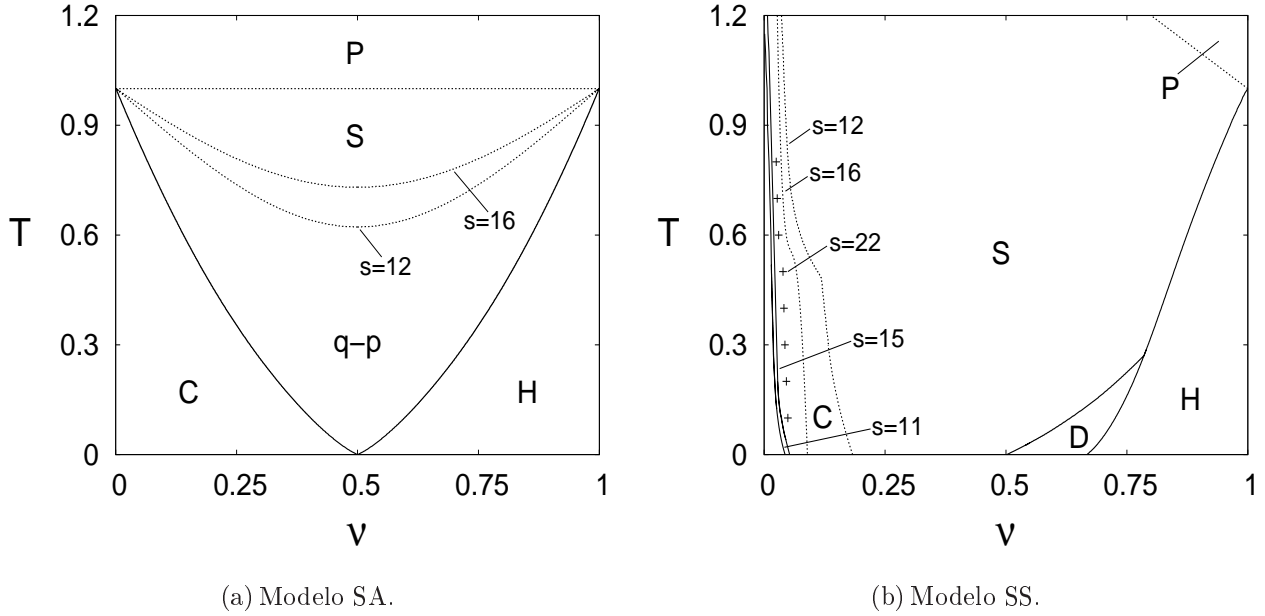 1.2
0.9
0.6
0.3
0
T
P
S
s=16
s=12
q–p
C
H
0 0.25 0.5 0.75 1
ν
(a) Modelo SA.
1.2
0.9
0.6
0.3
0
T
P
s=12
s=16
s=22
S
s=15
C
s=11
D
H
0 0.25 0.5 0.75 1
ν
(b) Modelo SS.